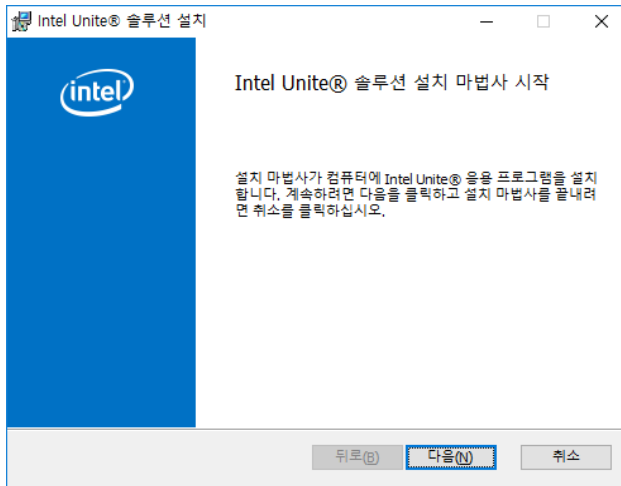 Intel Unite® 솔루션 설치
intel
Intel Unite® 솔루션 설치 마법사 시작
설치 마법사가 컴퓨터에 Intel Unite® 응용 프로그램을 설치
합니다. 계속하려면 다음을 클릭하고 설치 마법사를 끝내려
면 취소를 클릭하십시오.
뒤로(B) 다음(N) 취소